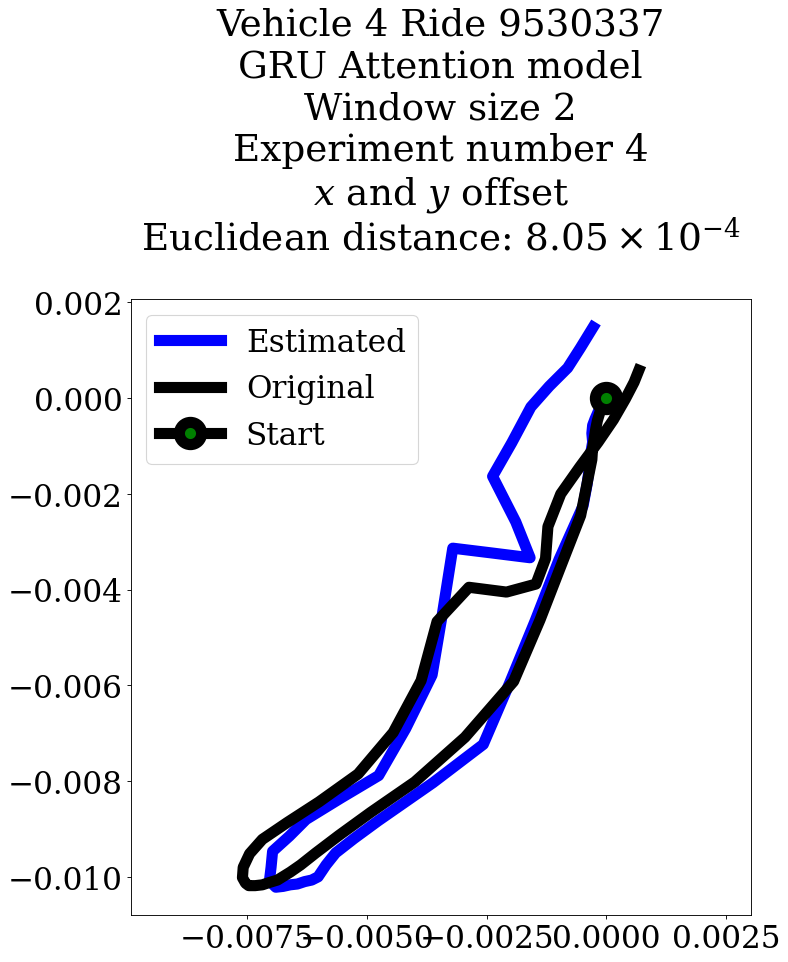 Vehicle 4 Ride 9530337
GRU Attention model
Window size 2
Experiment number 4
x and y offset
Euclidean distance: 8.05 × 10⁻⁴
0.002
0.000
−0.002
−0.004
−0.006
−0.008
−0.010
Estimated
Original
Start
−0.0075 −0.0050 −0.0025 0.0000 0.0025